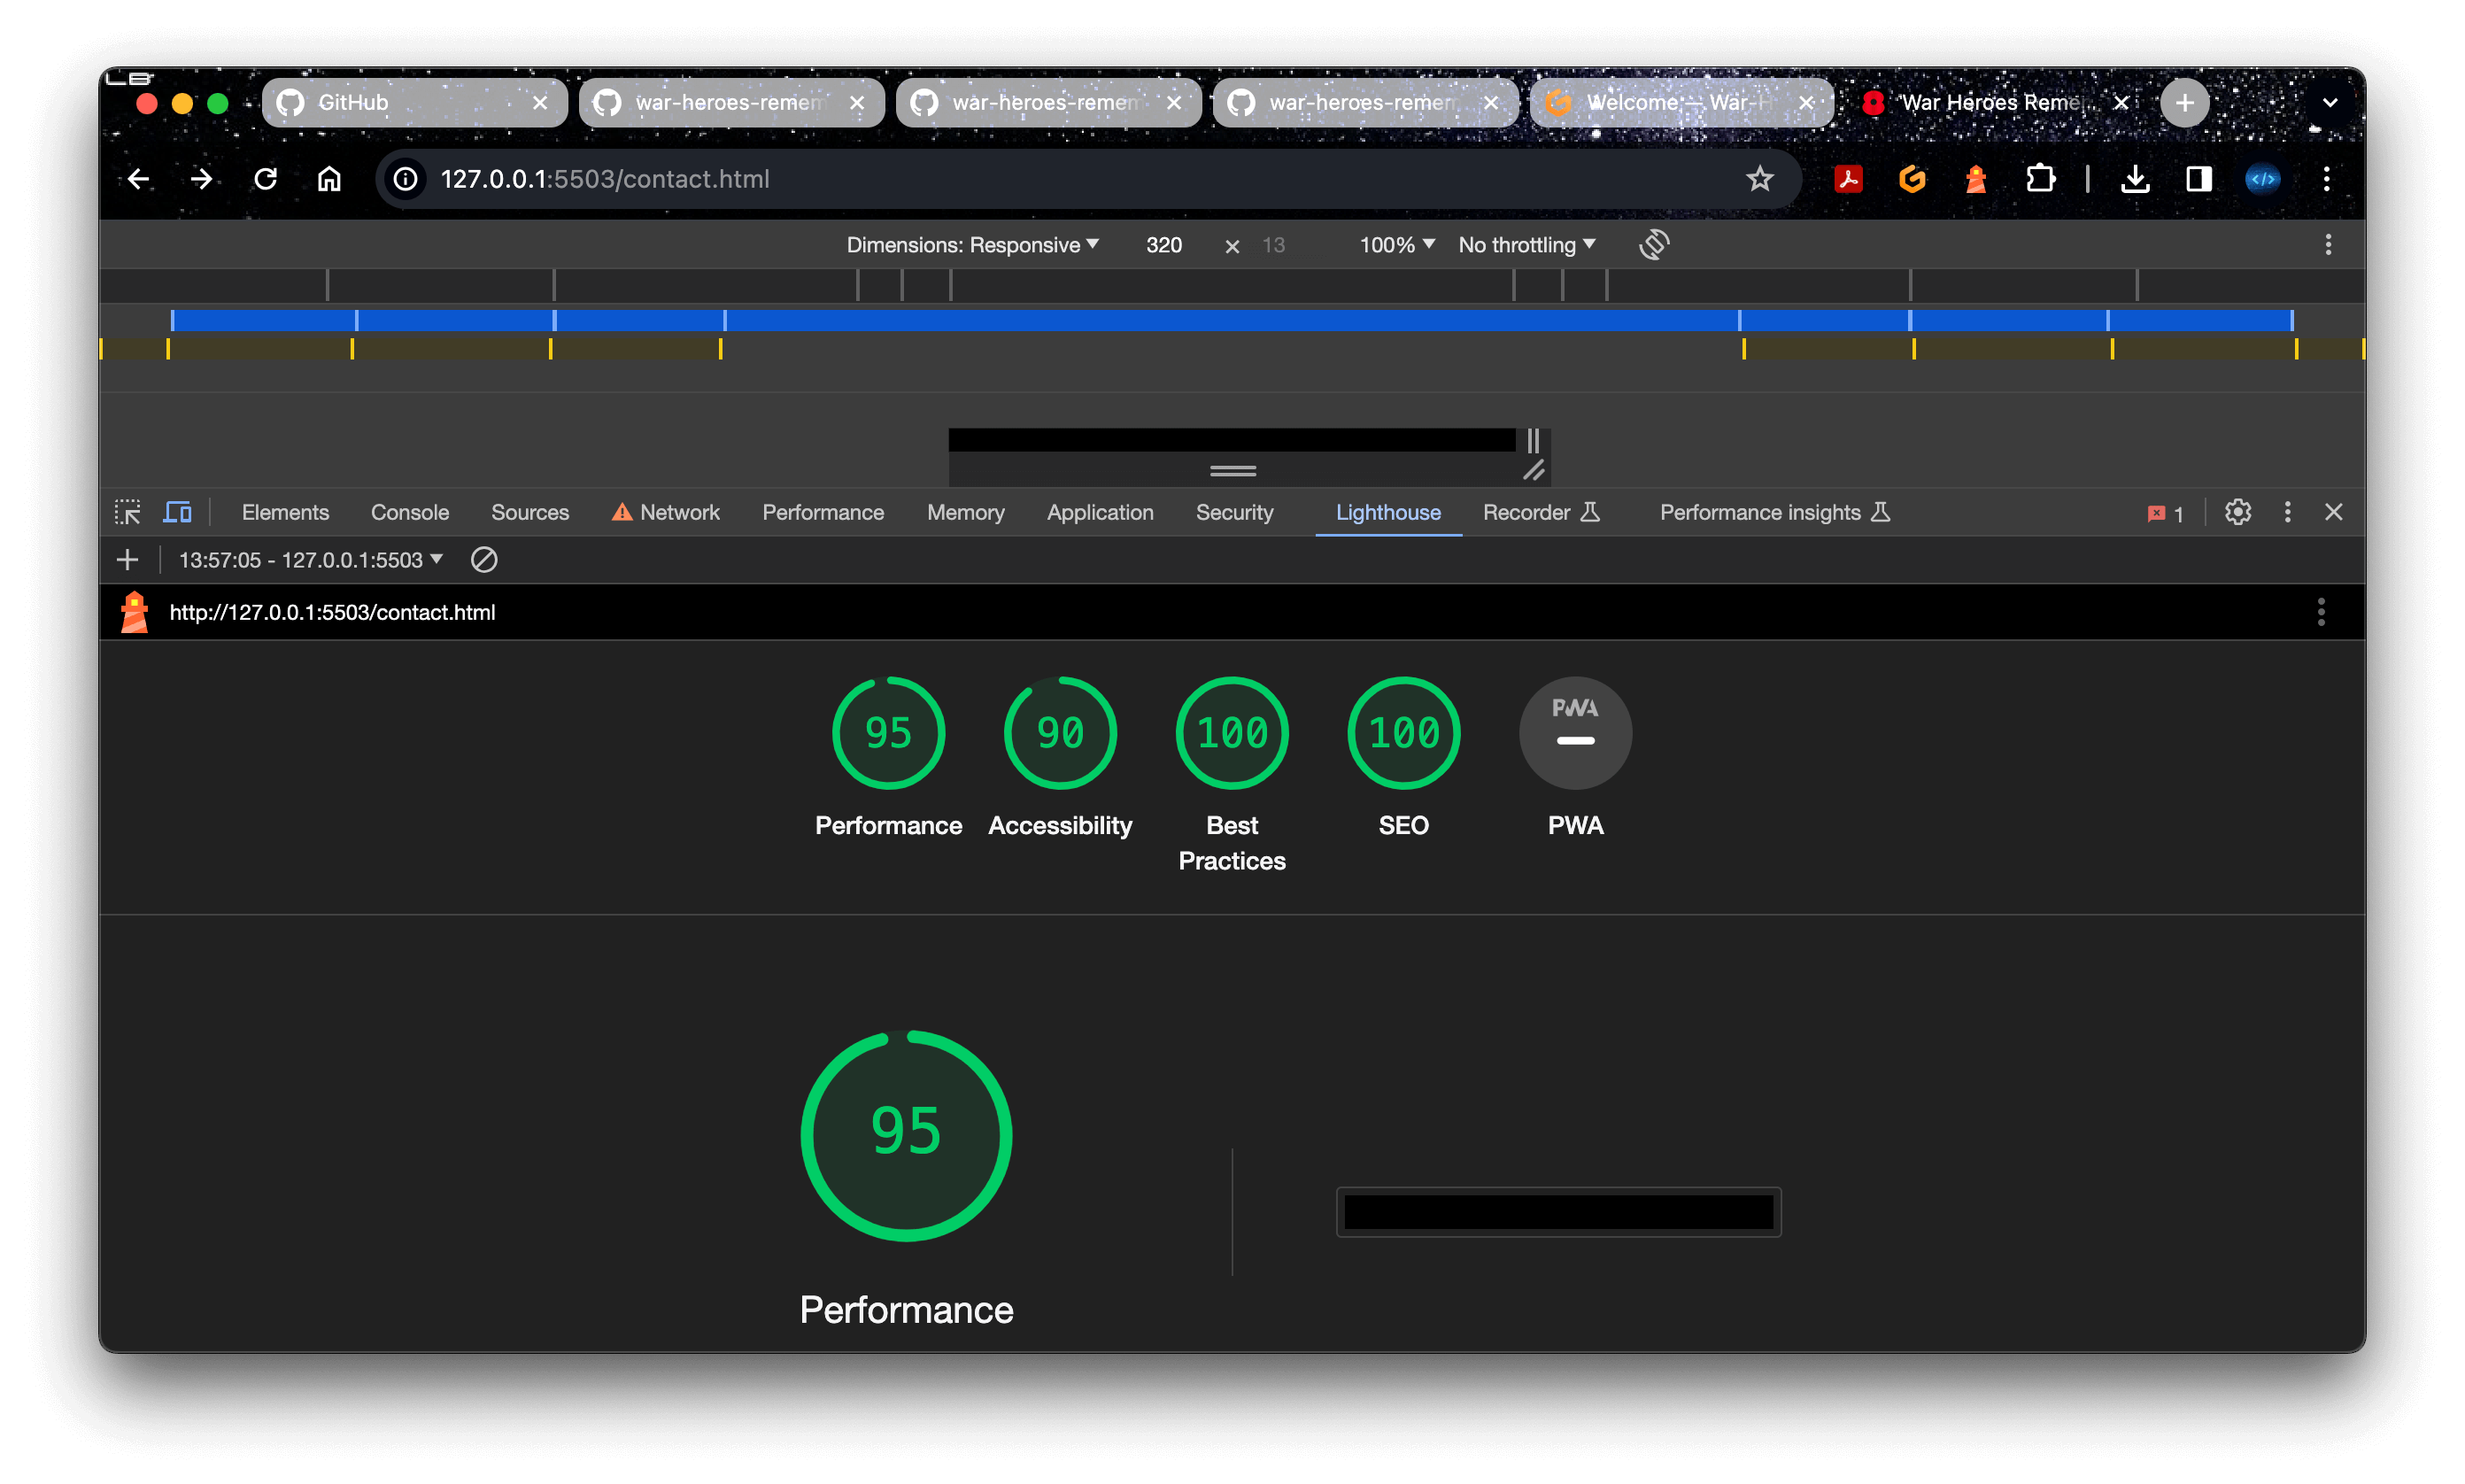 GitHub
war-heroes-remem
war-heroes-remem
war-heroes-remem
Welcome — War-H
War Heroes Reme
127.0.0.1:5503/contact.html
Dimensions: Responsive 320 × 13 100% No throttling
Elements Console Sources Network Performance Memory Application Security Lighthouse Recorder Performance insights 1
13:57:05 - 127.0.0.1:5503
http://127.0.0.1:5503/contact.html
95 90 100 100 PWA
Performance Accessibility Best Practices SEO PWA
95
Performance